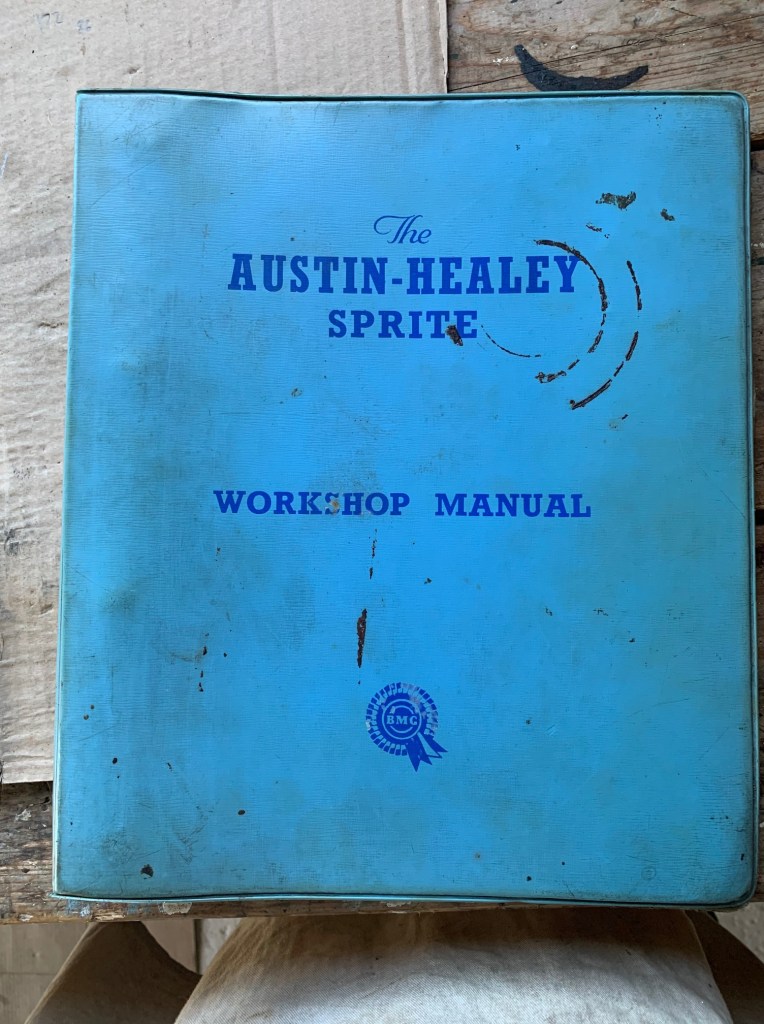 The
AUSTIN-HEALEY
SPRITE
WORKSHOP MANUAL
BMC